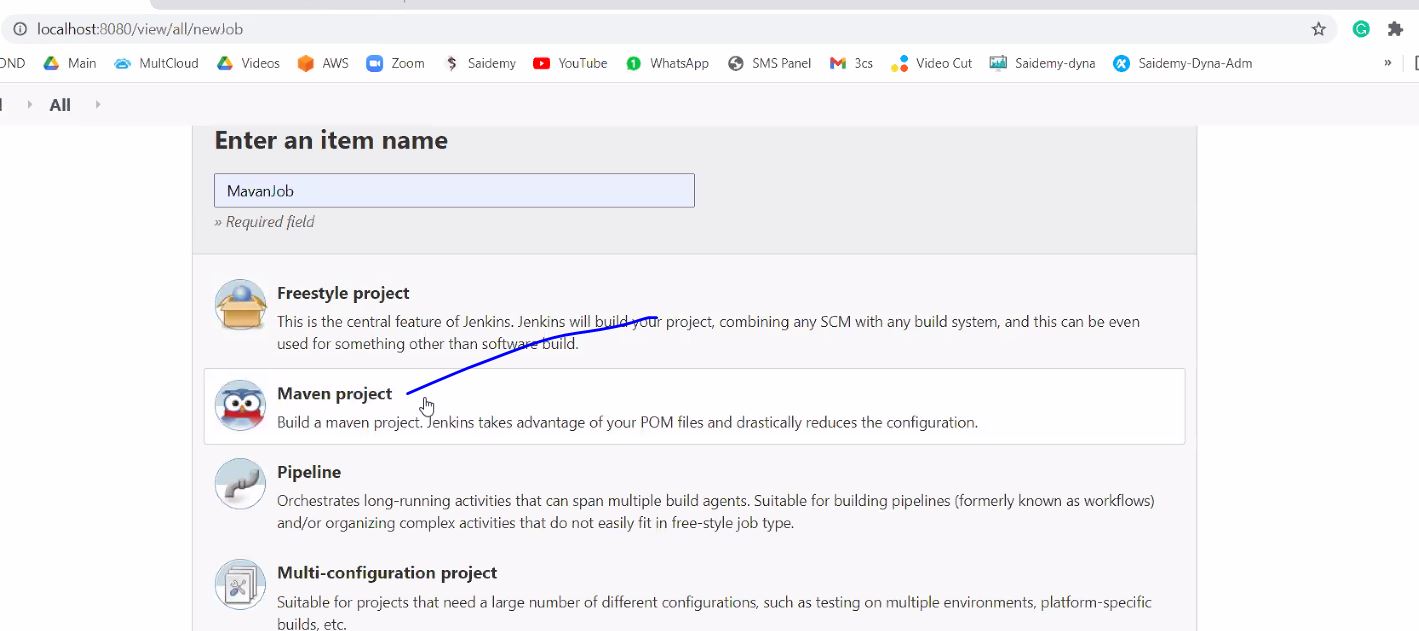 localhost:8080/view/all/newJob
OND Main MultCloud Videos AWS Zoom Saidemy YouTube WhatsApp SMS Panel 3cs Video Cut Saidemy-dyna Saidemy-Dyna-Adm »
All
Enter an item name
MavanJob
» Required field
Freestyle project
This is the central feature of Jenkins. Jenkins will build your project, combining any SCM with any build system, and this can be even
used for something other than software build.
Maven project
Build a maven project. Jenkins takes advantage of your POM files and drastically reduces the configuration.
Pipeline
Orchestrates long-running activities that can span multiple build agents. Suitable for building pipelines (formerly known as workflows)
and/or organizing complex activities that do not easily fit in free-style job type.
Multi-configuration project
Suitable for projects that need a large number of different configurations, such as testing on multiple environments, platform-specific
builds, etc.